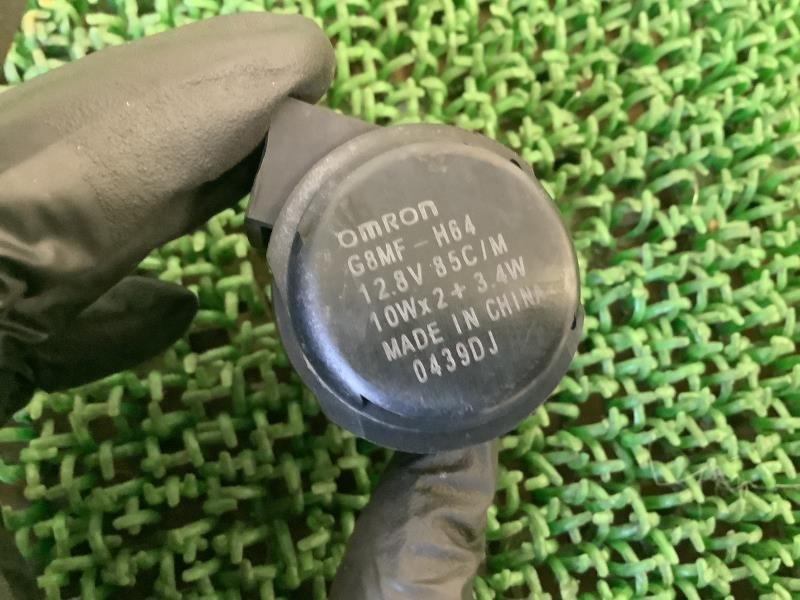 omron
G8MF-H64
12.8V 85C/M
10Wx2+3.4W
MADE IN CHINA
0439DJ